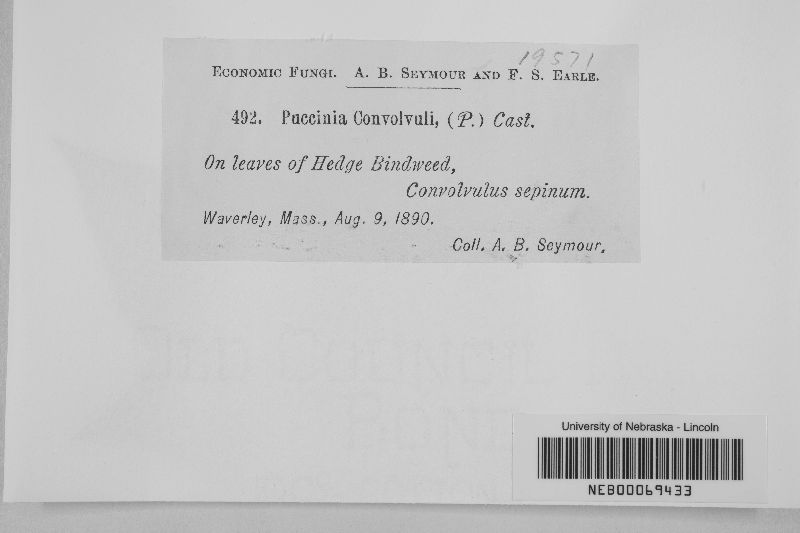 19571
Economic Fungi. A. B. Seymour and F. S. Earle.
492. Puccinia Convolvuli, (P.) Cast.
On leaves of Hedge Bindweed,
Convolvulus sepinum.
Waverley, Mass., Aug. 9, 1890.
Coll. A. B. Seymour.
University of Nebraska - Lincoln
NEB00069433